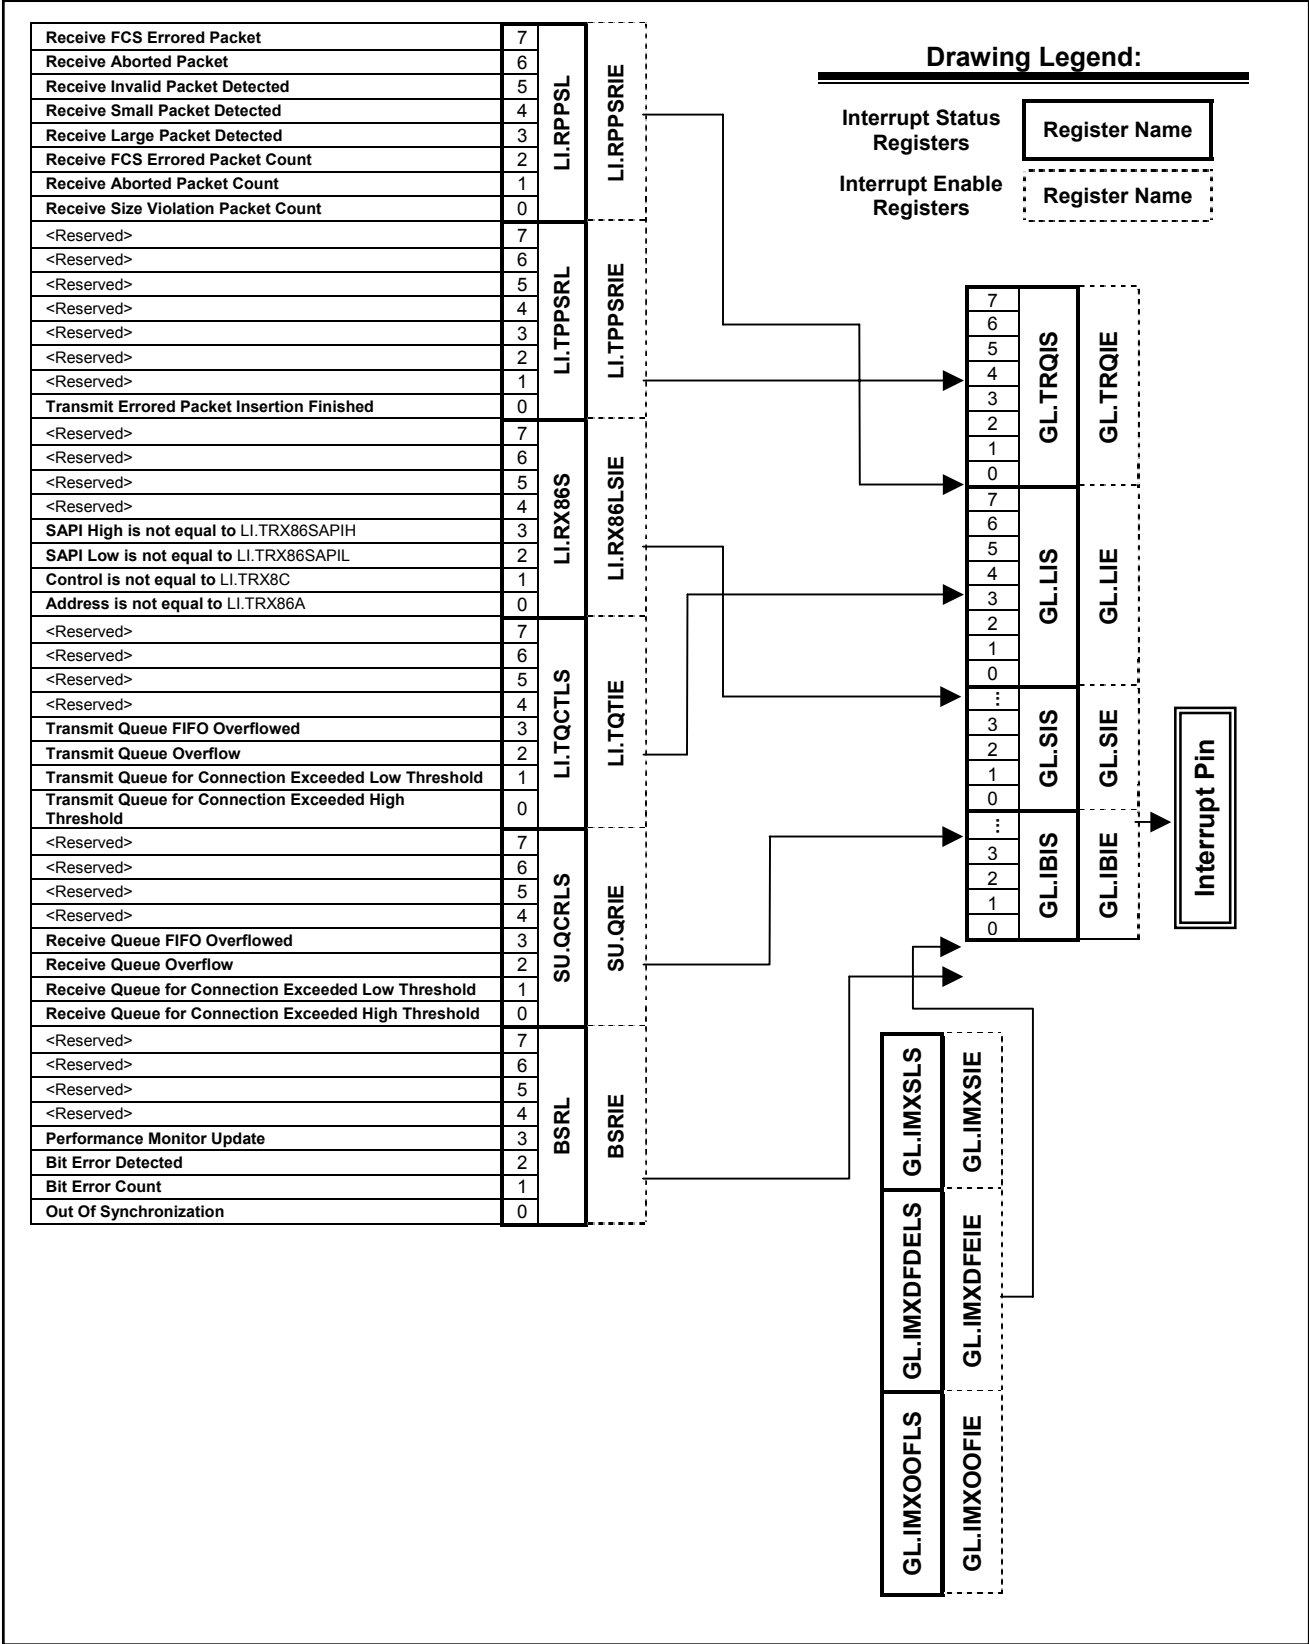 Receive FCS Errored Packet 7
Receive Aborted Packet 6
Receive Invalid Packet Detected 5
Receive Small Packet Detected 4
Receive Large Packet Detected 3
Receive FCS Errored Packet Count 2
Receive Aborted Packet Count 1
Receive Size Violation Packet Count 0
LI.RPPSL
LI.RPPSRIE
<Reserved> 7
<Reserved> 6
<Reserved> 5
<Reserved> 4
<Reserved> 3
<Reserved> 2
<Reserved> 1
Transmit Errored Packet Insertion Finished 0
LI.TPPSRL
LI.TPPSRIE
<Reserved> 7
<Reserved> 6
<Reserved> 5
<Reserved> 4
SAPI High is not equal to LI.TRX86SAPIH 3
SAPI Low is not equal to LI.TRX86SAPIL 2
Control is not equal to LI.TRX8C 1
Address is not equal to LI.TRX86A 0
LI.RX86S
LI.RX86LSIE
<Reserved> 7
<Reserved> 6
<Reserved> 5
<Reserved> 4
Transmit Queue FIFO Overflowed 3
Transmit Queue Overflow 2
Transmit Queue for Connection Exceeded Low Threshold 1
Transmit Queue for Connection Exceeded High
Threshold 0
LI.TQCTLS
LI.TQTIE
<Reserved> 7
<Reserved> 6
<Reserved> 5
<Reserved> 4
Receive Queue FIFO Overflowed 3
Receive Queue Overflow 2
Receive Queue for Connection Exceeded Low Threshold 1
Receive Queue for Connection Exceeded High Threshold 0
SU.QCRLS
SU.QRIE
<Reserved> 7
<Reserved> 6
<Reserved> 5
<Reserved> 4
Performance Monitor Update 3
Bit Error Detected 2
Bit Error Count 1
Out Of Synchronization 0
BSRL
BSRIE
Drawing Legend:
Interrupt Status
Registers
Register Name
Interrupt Enable
Registers
Register Name
7
6
5
4
3
2
1
0
GL.TRQIS
GL.TRQIE
7
6
5
4
3
2
1
0
GL.LIS
GL.LIE
...
3
2
1
0
GL.SIS
GL.SIE
...
3
2
1
0
GL.IBIS
GL.IBIE
Interrupt Pin
GL.IMXSLS
GL.IMXSIE
GL.IMXDFDELS
GL.IMXDFEIE
GL.IMXOOFLS
GL.IMXOOFIE